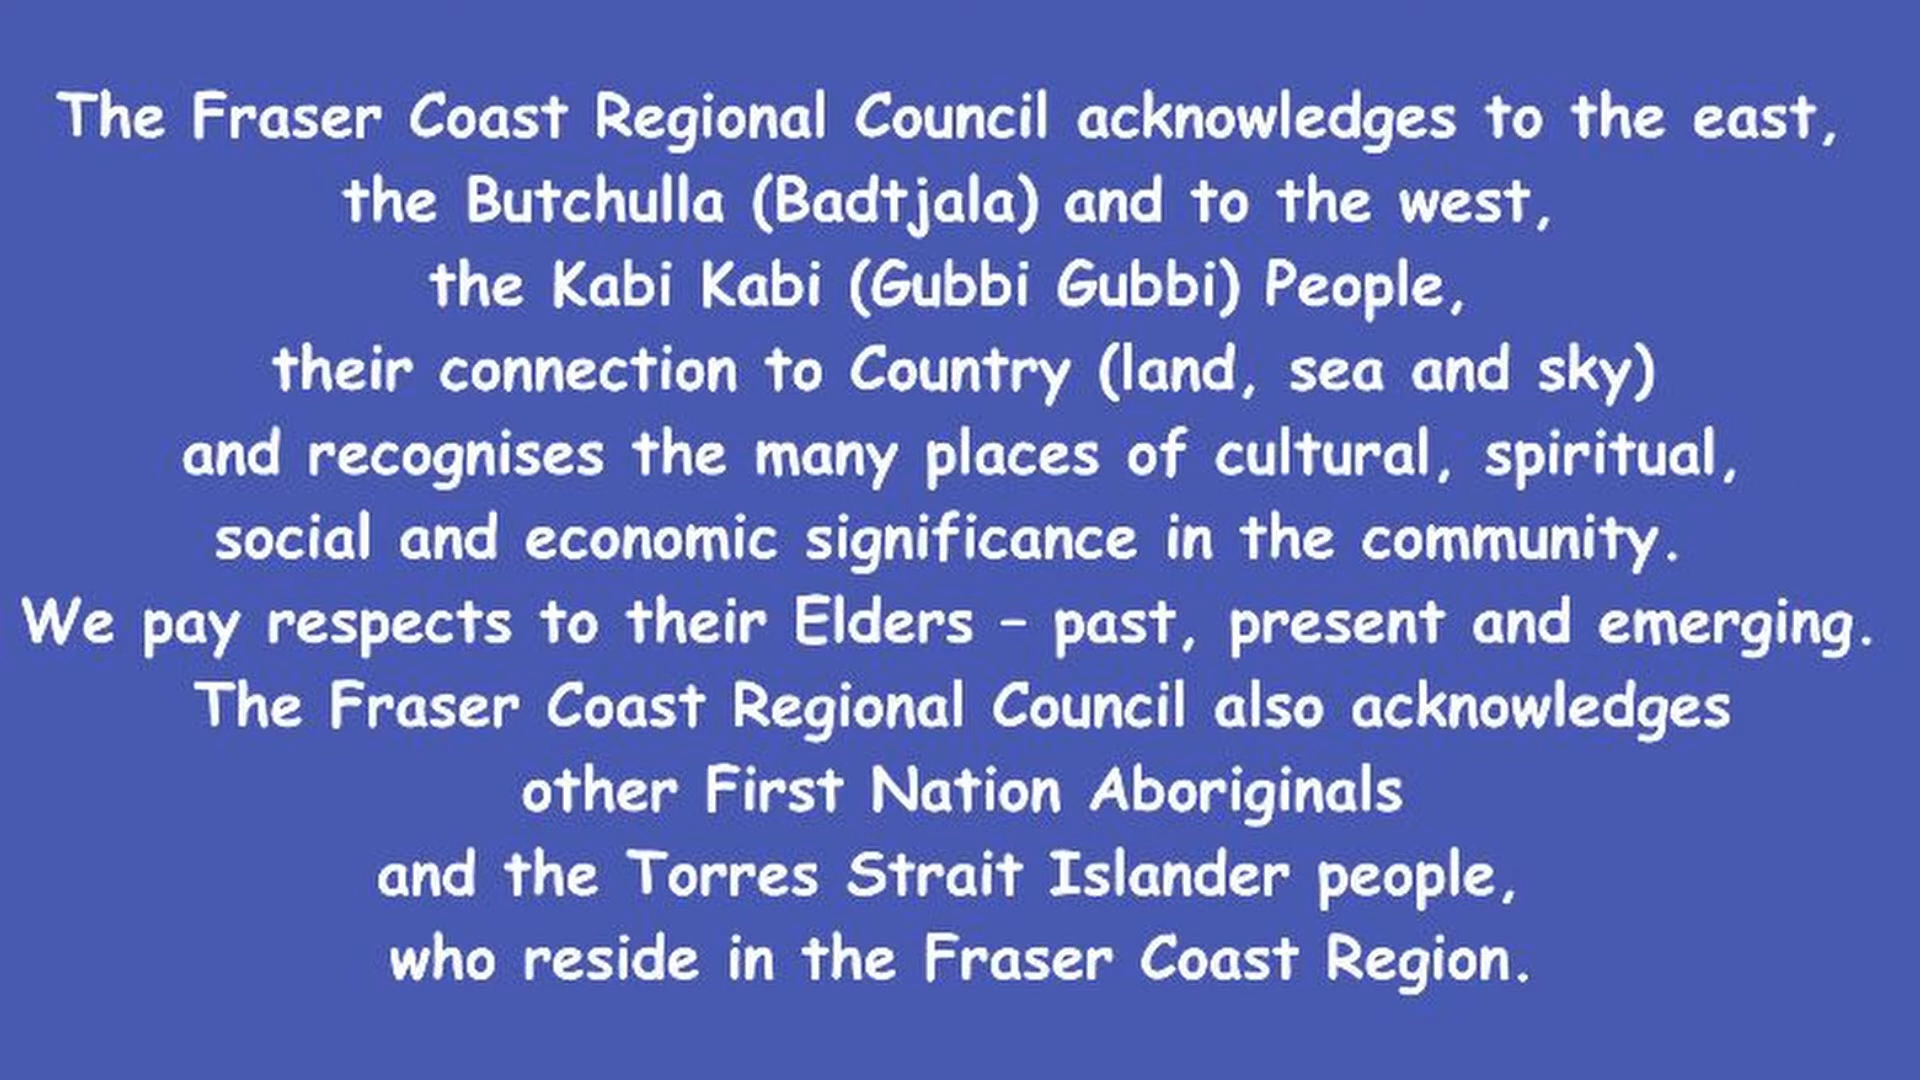 The Fraser Coast Regional Council acknowledges to the east,
the Butchulla (Badtjala) and to the west,
the Kabi Kabi (Gubbi Gubbi) People,
their connection to Country (land, sea and sky)
and recognises the many places of cultural, spiritual,
social and economic significance in the community.
We pay respects to their Elders – past, present and emerging.
The Fraser Coast Regional Council also acknowledges
other First Nation Aboriginals
and the Torres Strait Islander people,
who reside in the Fraser Coast Region.